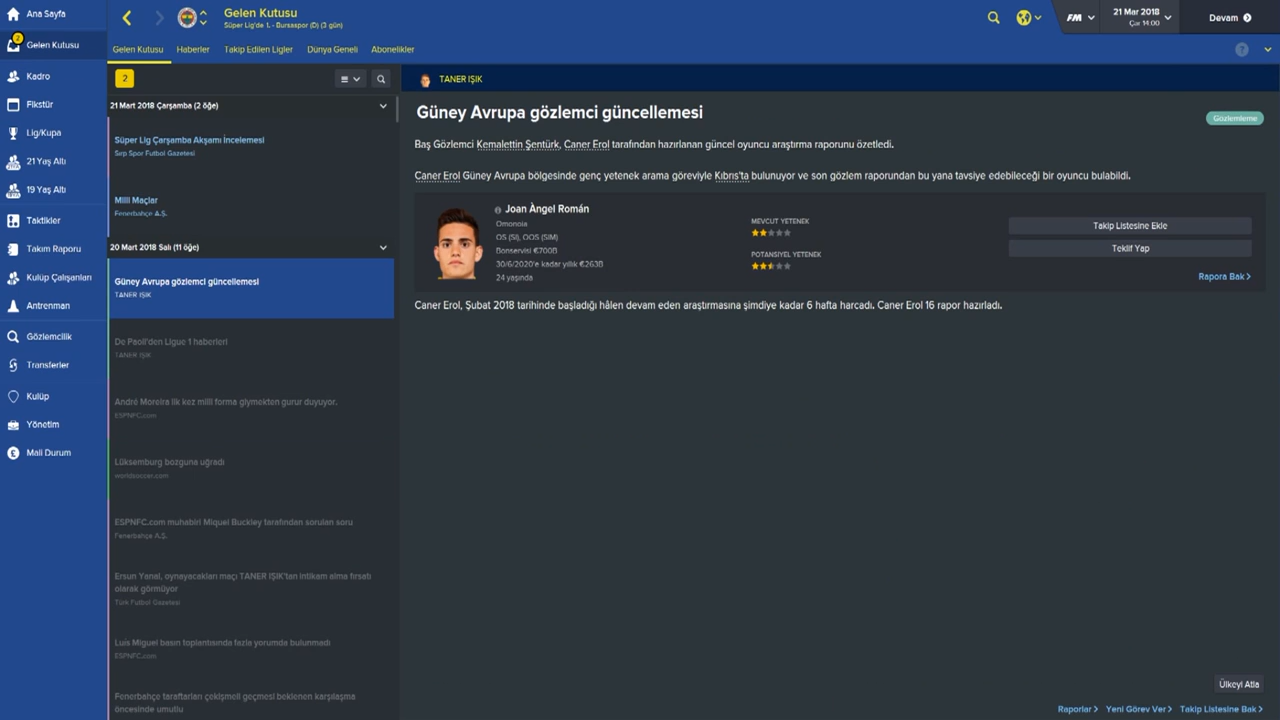 Ana Sayfa
2
Gelen Kutusu
Kadro
Fikstür
Lig/Kupa
21 Yaş Altı
19 Yaş Altı
Taktikler
Takım Raporu
Kulüp Çalışanları
Antrenman
Gözlemcilik
Transferler
Kulüp
Yönetim
Mali Durum
Gelen Kutusu
Süper Lig'de 1. - Bursaspor (D) (3 gün)
FM
21 Mar 2018
Çar 14:00
Devam
Gelen Kutusu
Haberler
Takip Edilen Ligler
Dünya Geneli
Abonelikler
?
2
21 Mart 2018 Çarşamba (2 öğe)
Süper Lig Çarşamba Akşamı İncelemesi
Sep Spor Futbol Gazetesi
Milli Maçlar
Fenerbahçe A.Ş.
20 Mart 2018 Salı (11 öğe)
Güney Avrupa gözlemci güncellemesi
TANER IŞIK
De Paoli'den Ligue 1 haberleri
TANER IŞIK
André Moreira ilk kez milli forma giymekten gurur duyuyor.
ESPNFC.com
Lüksemburg bozguna uğradı
worldsoccer.com
ESPNFC.com muhabiri Miquel Buckley tarafından sorulan soru
Fenerbahçe A.Ş.
Ersun Yanal, oynayacakları maçı TANER IŞIK'tan intikam alma fırsatı
olarak görmüyor
Türk Futbol Gazetesi
Luís Miguel basın toplantısında fazla yorumda bulunmadı
ESPNFC.com
Fenerbahçe taraftarları çekişmeli geçmesi beklenen karşılaşma
öncesinde umutlu
TANER IŞIK
Güney Avrupa gözlemci güncellemesi
Gözlemleme
Baş Gözlemci Kemalettin Şentürk, Caner Erol tarafından hazırlanan güncel oyuncu araştırma raporunu özetledi.
Caner Erol Güney Avrupa bölgesinde genç yetenek arama göreviyle Kıbrıs'ta bulunuyor ve son gözlem raporundan bu yana tavsiye edebileceği bir oyuncu bulabildi.
Joan Àngel Román
Omonoia
OS (Sl), OOS (SlM)
Bonservisi €700B
30/6/2020'e kadar yıllık €263B
24 yaşında
MEVCUT YETENEK
POTANSİYEL YETENEK
Takip Listesine Ekle
Teklif Yap
Rapora Bak
Caner Erol, Şubat 2018 tarihinde başladığı hâlen devam eden araştırmasına şimdiye kadar 6 hafta harcadı. Caner Erol 16 rapor hazırladı.
Ülkeyi Atla
Raporlar
Yeni Görev Ver
Takip Listesine Bak